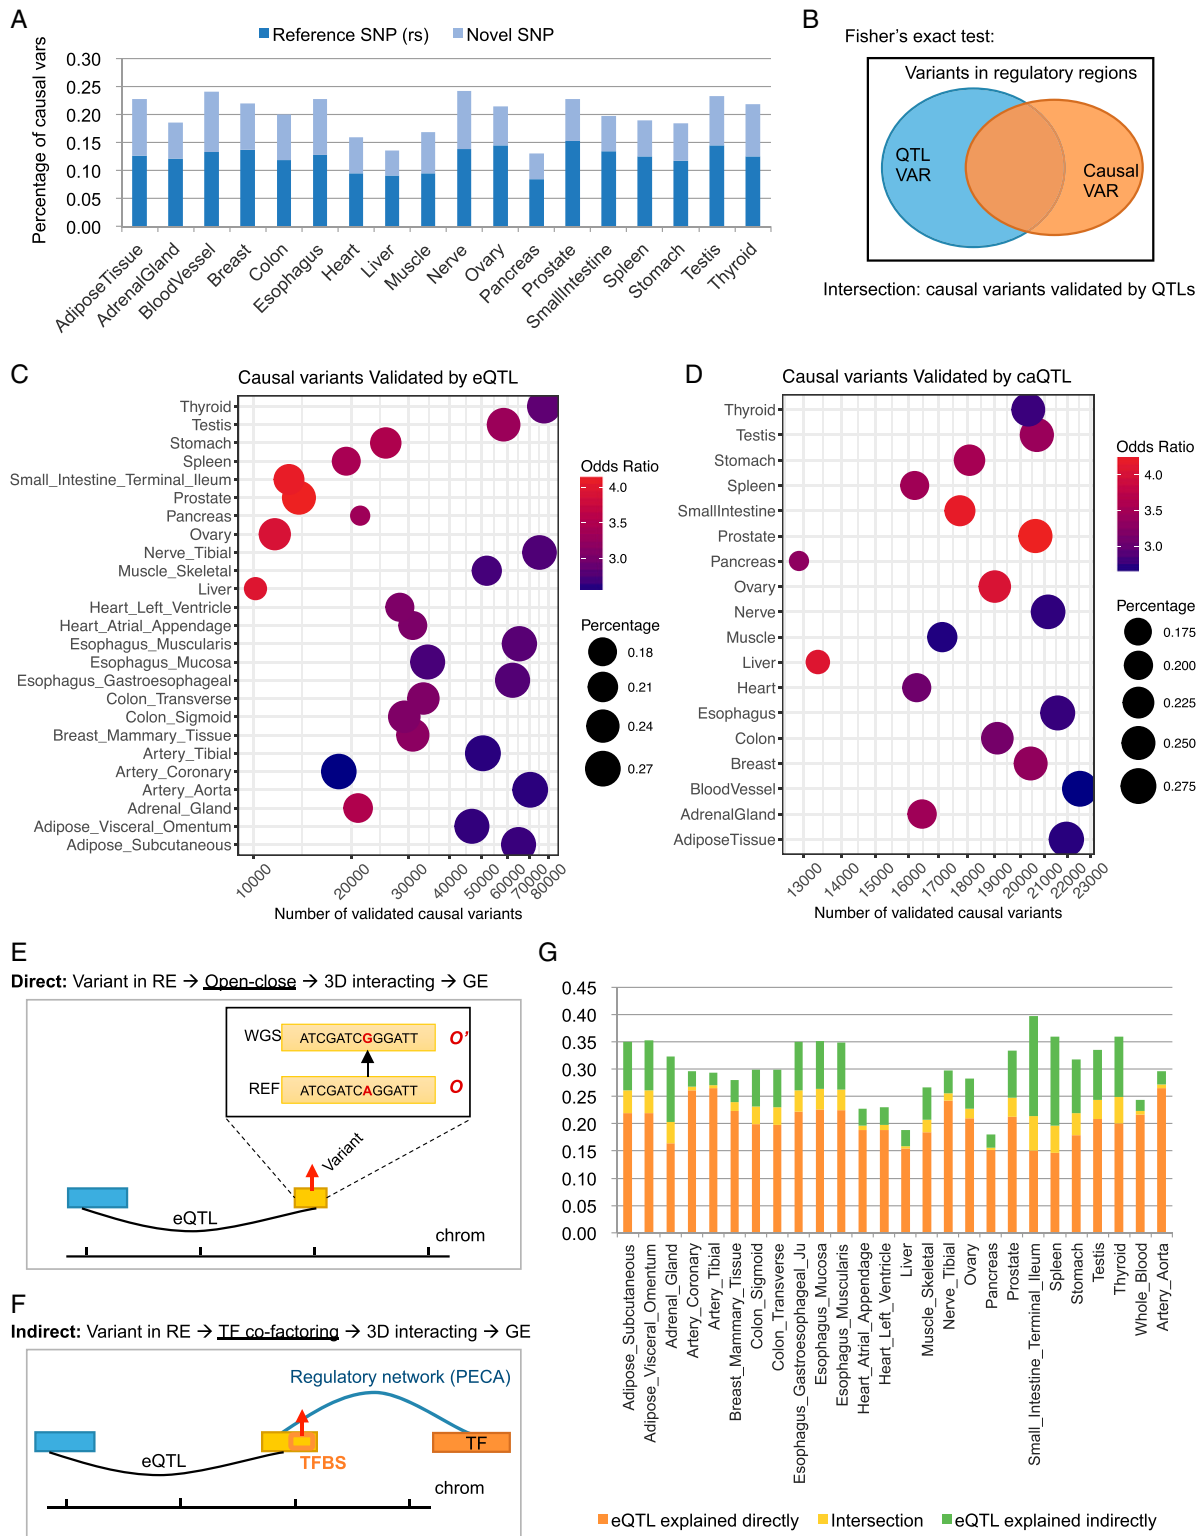 A
Reference SNP (rs) Novel SNP
Percentage of causal vars
0.30
0.25
0.20
0.15
0.10
0.05
0.00
AdiposeTissue
AdrenalGland
BloodVessel
Breast
Colon
Esophagus
Heart
Liver
Muscle
Nerve
Ovary
Pancreas
Prostate
SmallIntestine
Spleen
Stomach
Testis
Thyroid
B
Fisher's exact test:
Variants in regulatory regions
QTL
VAR
Causal
VAR
Intersection: causal variants validated by QTLs
C
Causal variants Validated by eQTL
Thyroid
Testis
Stomach
Spleen
Small_Intestine_Terminal_Ileum
Prostate
Pancreas
Ovary
Nerve_Tibial
Muscle_Skeletal
Liver
Heart_Left_Ventricle
Heart_Atrial_Appendage
Esophagus_Muscularis
Esophagus_Mucosa
Esophagus_Gastroesophageal
Colon_Transverse
Colon_Sigmoid
Breast_Mammary_Tissue
Artery_Tibial
Artery_Coronary
Artery_Aorta
Adrenal_Gland
Adipose_Visceral_Omentum
Adipose_Subcutaneous
10000
20000
30000
40000
50000
60000
70000
80000
Number of validated causal variants
Odds Ratio
4.0
3.5
3.0
Percentage
0.18
0.21
0.24
0.27
D
Causal variants Validated by caQTL
Thyroid
Testis
Stomach
Spleen
SmallIntestine
Prostate
Pancreas
Ovary
Nerve
Muscle
Liver
Heart
Esophagus
Colon
Breast
BloodVessel
AdrenalGland
AdiposeTissue
13000
14000
15000
16000
17000
18000
19000
20000
21000
22000
23000
Number of validated causal variants
Odds Ratio
4.0
3.5
3.0
Percentage
0.175
0.200
0.225
0.250
0.275
E
Direct: Variant in RE → Open-close → 3D interacting → GE
WGS ATCGATCGGGATT O'
REF ATCGATCAGGATT O
Variant
eQTL
chrom
F
Indirect: Variant in RE → TF co-factoring → 3D interacting → GE
Regulatory network (PECA)
eQTL
TFBS
TF
chrom
G
0.45
0.40
0.35
0.30
0.25
0.20
0.15
0.10
0.05
0.00
Adipose_Subcutaneous
Adipose_Visceral_Omentum
Adrenal_Gland
Artery_Coronary
Artery_Tibial
Breast_Mammary_Tissue
Colon_Sigmoid
Colon_Transverse
Esophagus_Gastroesophageal_Ju
Esophagus_Mucosa
Esophagus_Muscularis
Heart_Atrial_Appendage
Heart_Left_Ventricle
Liver
Muscle_Skeletal
Nerve_Tibial
Ovary
Pancreas
Prostate
Small_Intestine_Terminal_Ileum
Spleen
Stomach
Testis
Thyroid
Whole_Blood
Artery_Aorta
eQTL explained directly Intersection eQTL explained indirectly